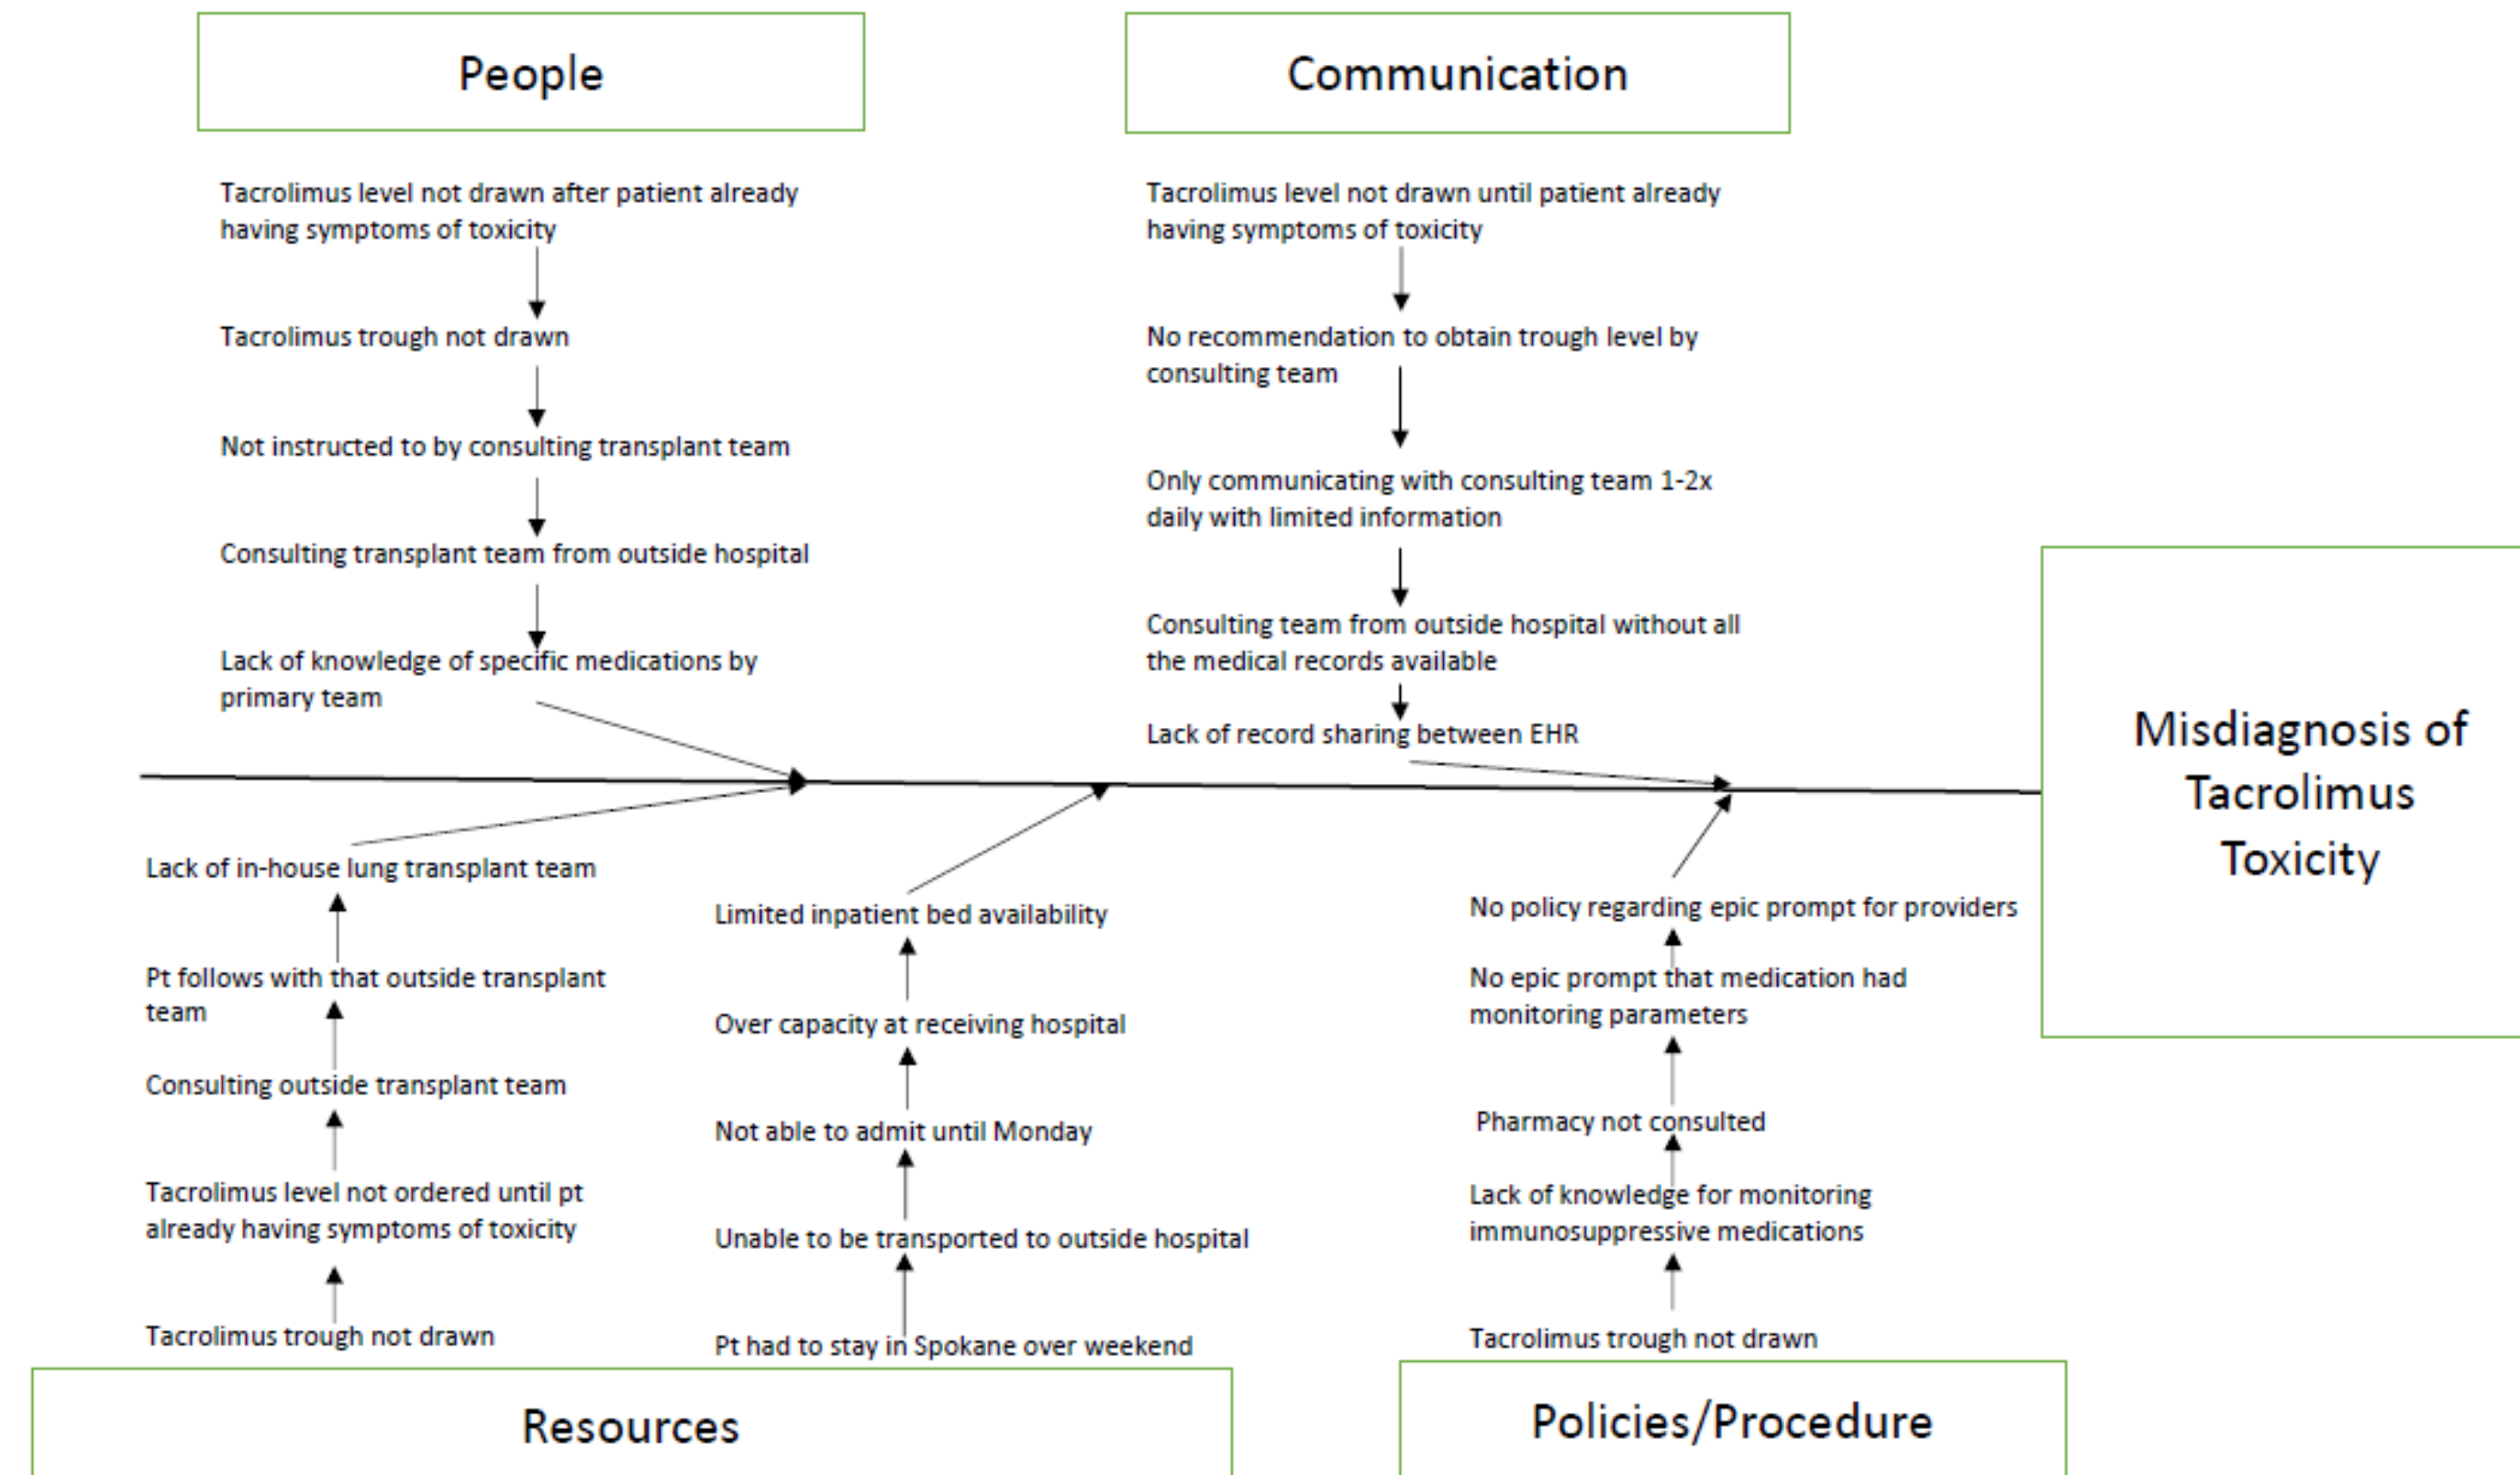 People
Tacrolimus level not drawn after patient already
having symptoms of toxicity
Tacrolimus trough not drawn
Not instructed to by consulting transplant team
Consulting transplant team from outside hospital
Lack of knowledge of specific medications by
primary team
Communication
Tacrolimus level not drawn until patient already
having symptoms of toxicity
No recommendation to obtain trough level by
consulting team
Only communicating with consulting team 1-2x
daily with limited information
Consulting team from outside hospital without all
the medical records available
Lack of record sharing between EHR
Misdiagnosis of
Tacrolimus
Toxicity
Lack of in-house lung transplant team
Pt follows with that outside transplant
team
Consulting outside transplant team
Tacrolimus level not ordered until pt
already having symptoms of toxicity
Tacrolimus trough not drawn
Limited inpatient bed availability
Over capacity at receiving hospital
Not able to admit until Monday
Unable to be transported to outside hospital
Pt had to stay in Spokane over weekend
Resources
No policy regarding epic prompt for providers
No epic prompt that medication had
monitoring parameters
Pharmacy not consulted
Lack of knowledge for monitoring
immunosuppressive medications
Tacrolimus trough not drawn
Policies/Procedure